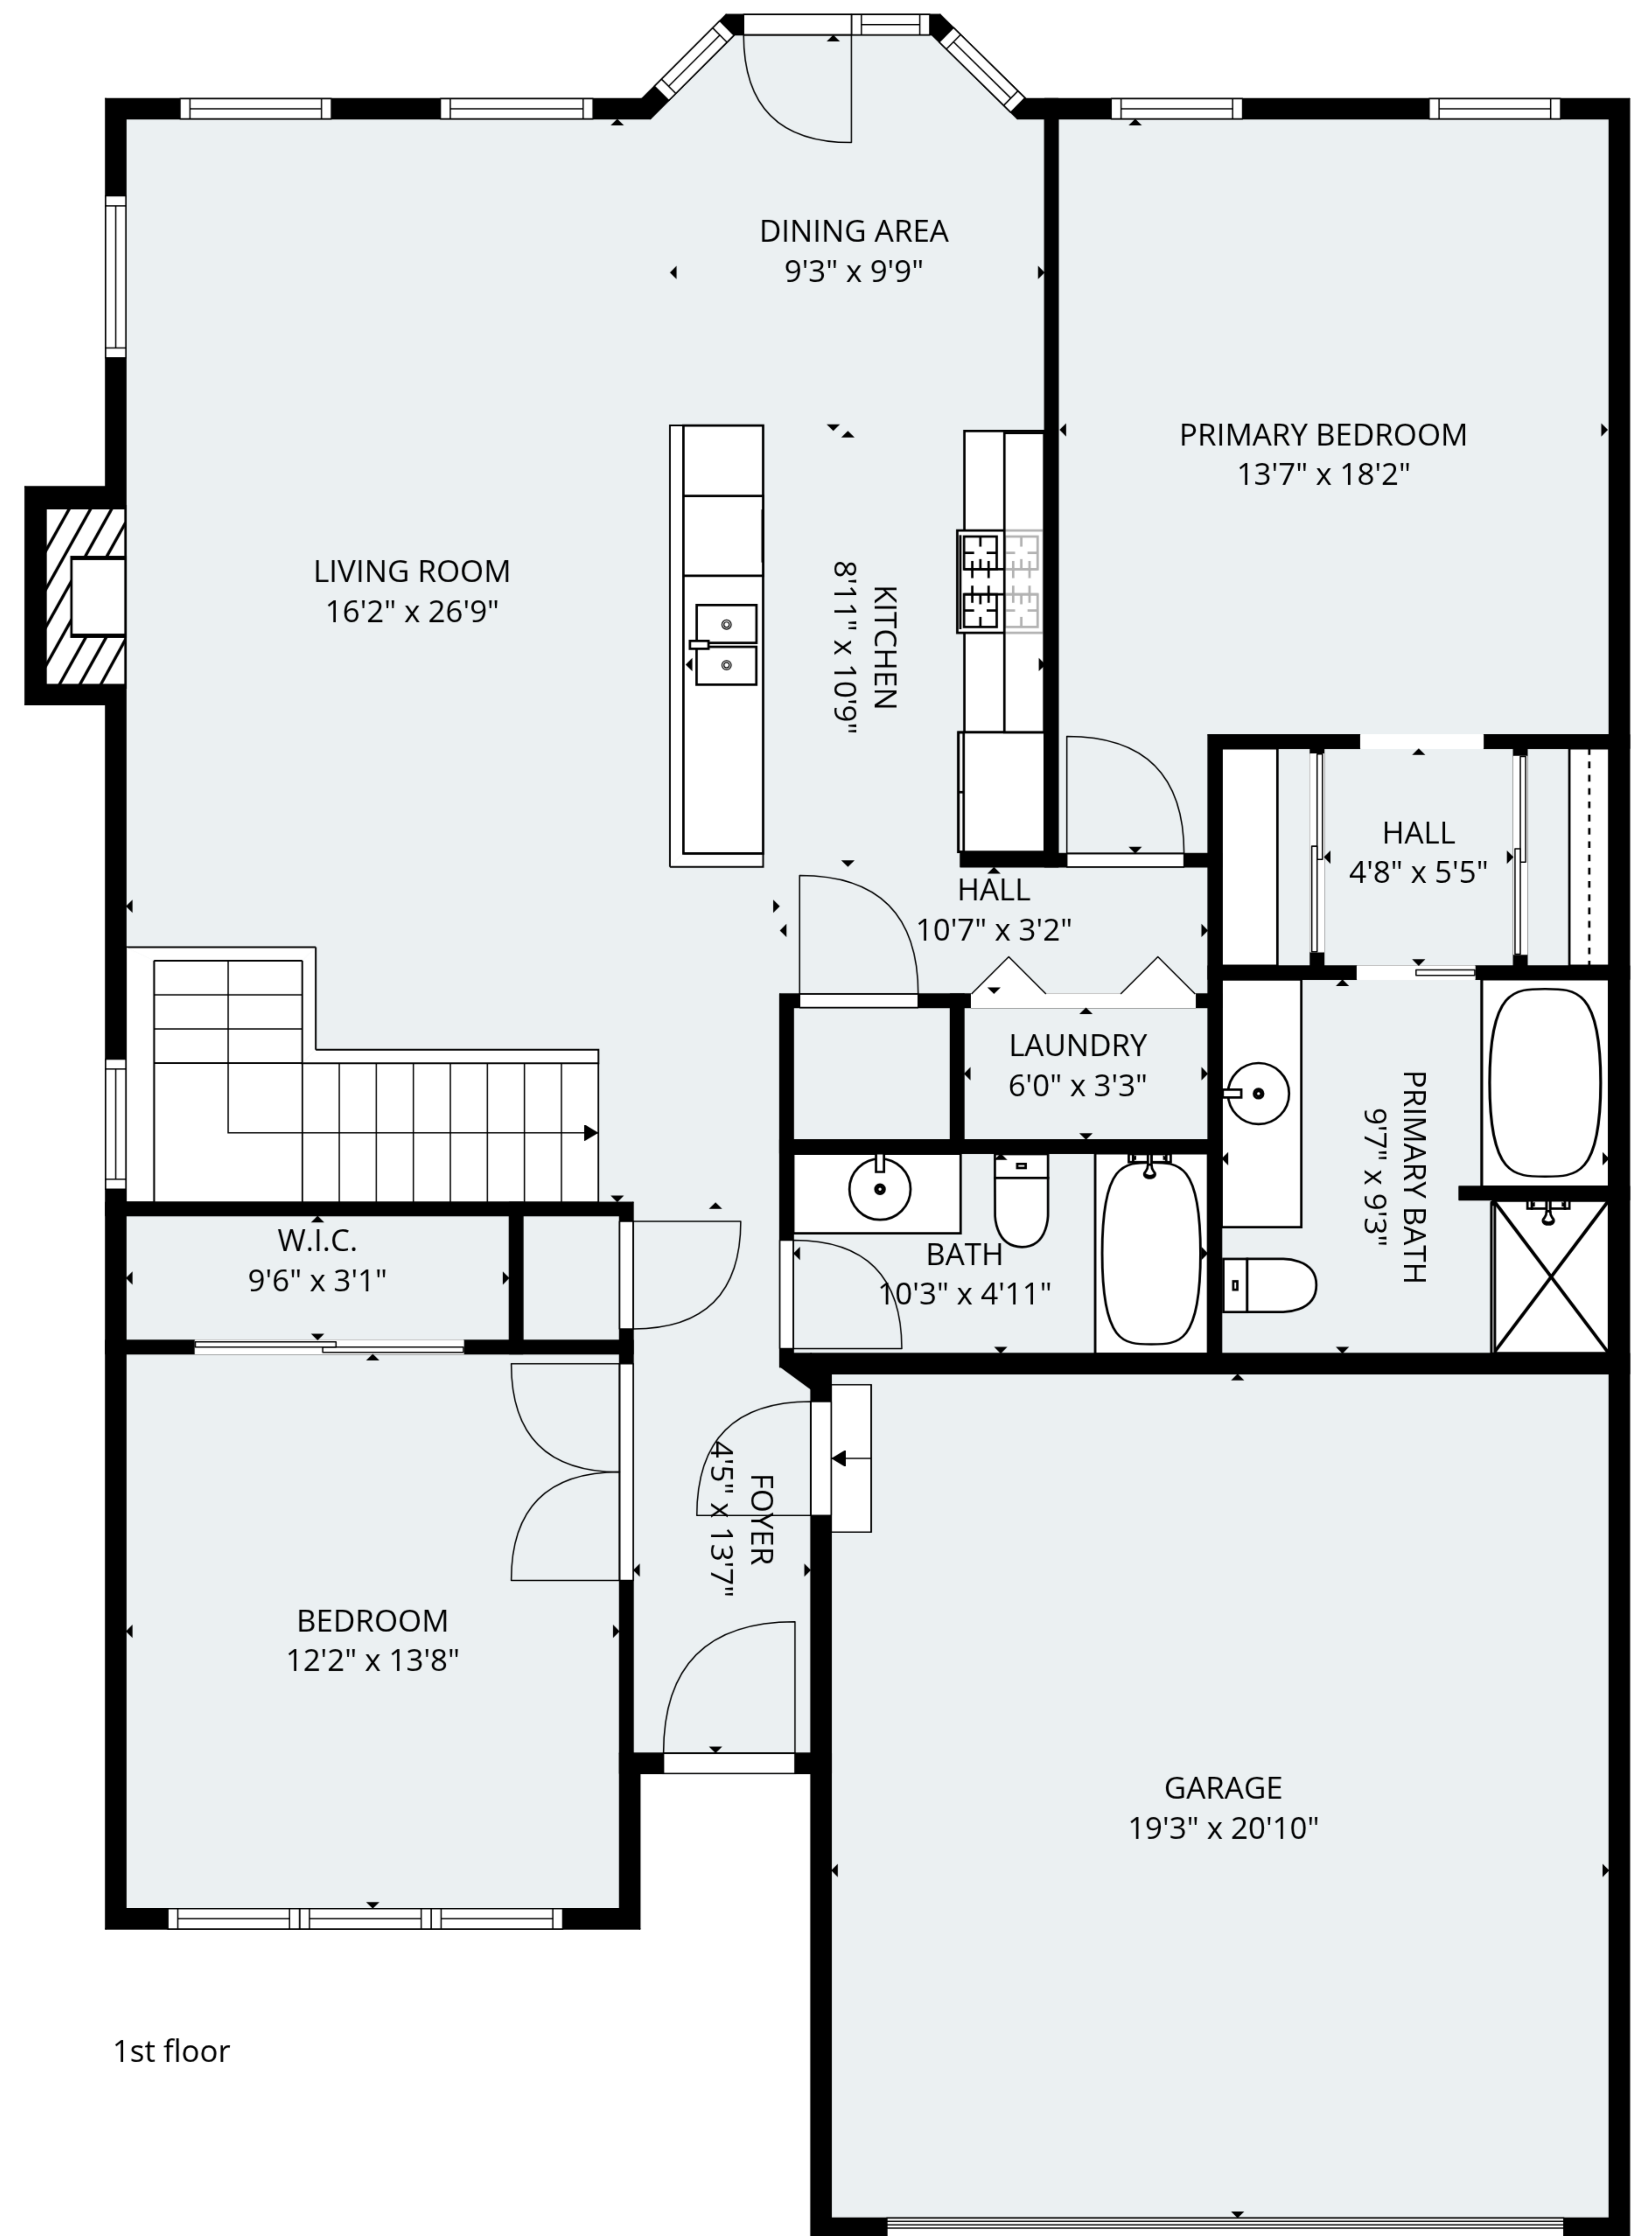 DINING AREA
9'3" x 9'9"
PRIMARY BEDROOM
13'7" x 18'2"
LIVING ROOM
16'2" x 26'9"
KITCHEN
8'11" x 10'9"
HALL
4'8" x 5'5"
HALL
10'7" x 3'2"
LAUNDRY
6'0" x 3'3"
PRIMARY BATH
9'7" x 9'3"
W.I.C.
9'6" x 3'1"
BATH
10'3" x 4'11"
FOYER
4'5" x 13'7"
BEDROOM
12'2" x 13'8"
GARAGE
19'3" x 20'10"
1st floor